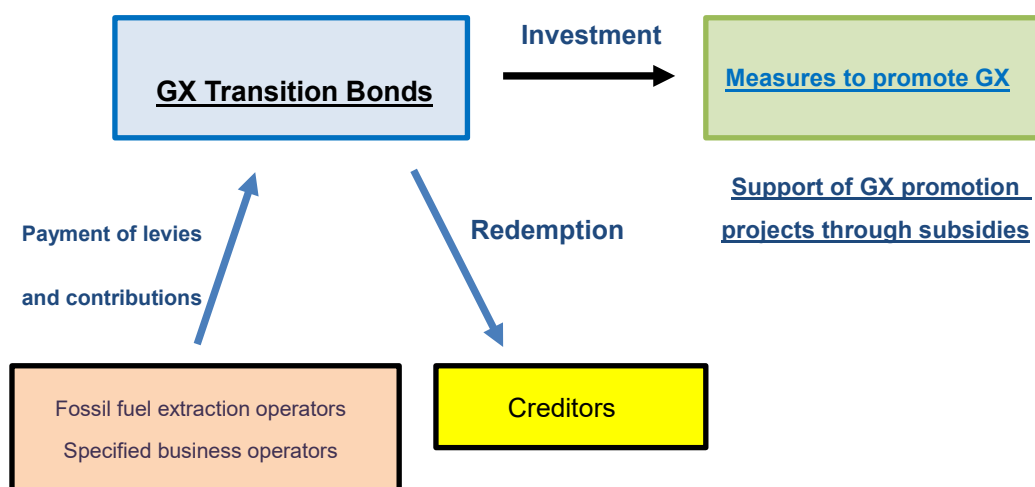 Investment
GX Transition Bonds
Measures to promote GX
Support of GX promotion
projects through subsidies
Payment of levies
and contributions
Redemption
Fossil fuel extraction operators
Specified business operators
Creditors